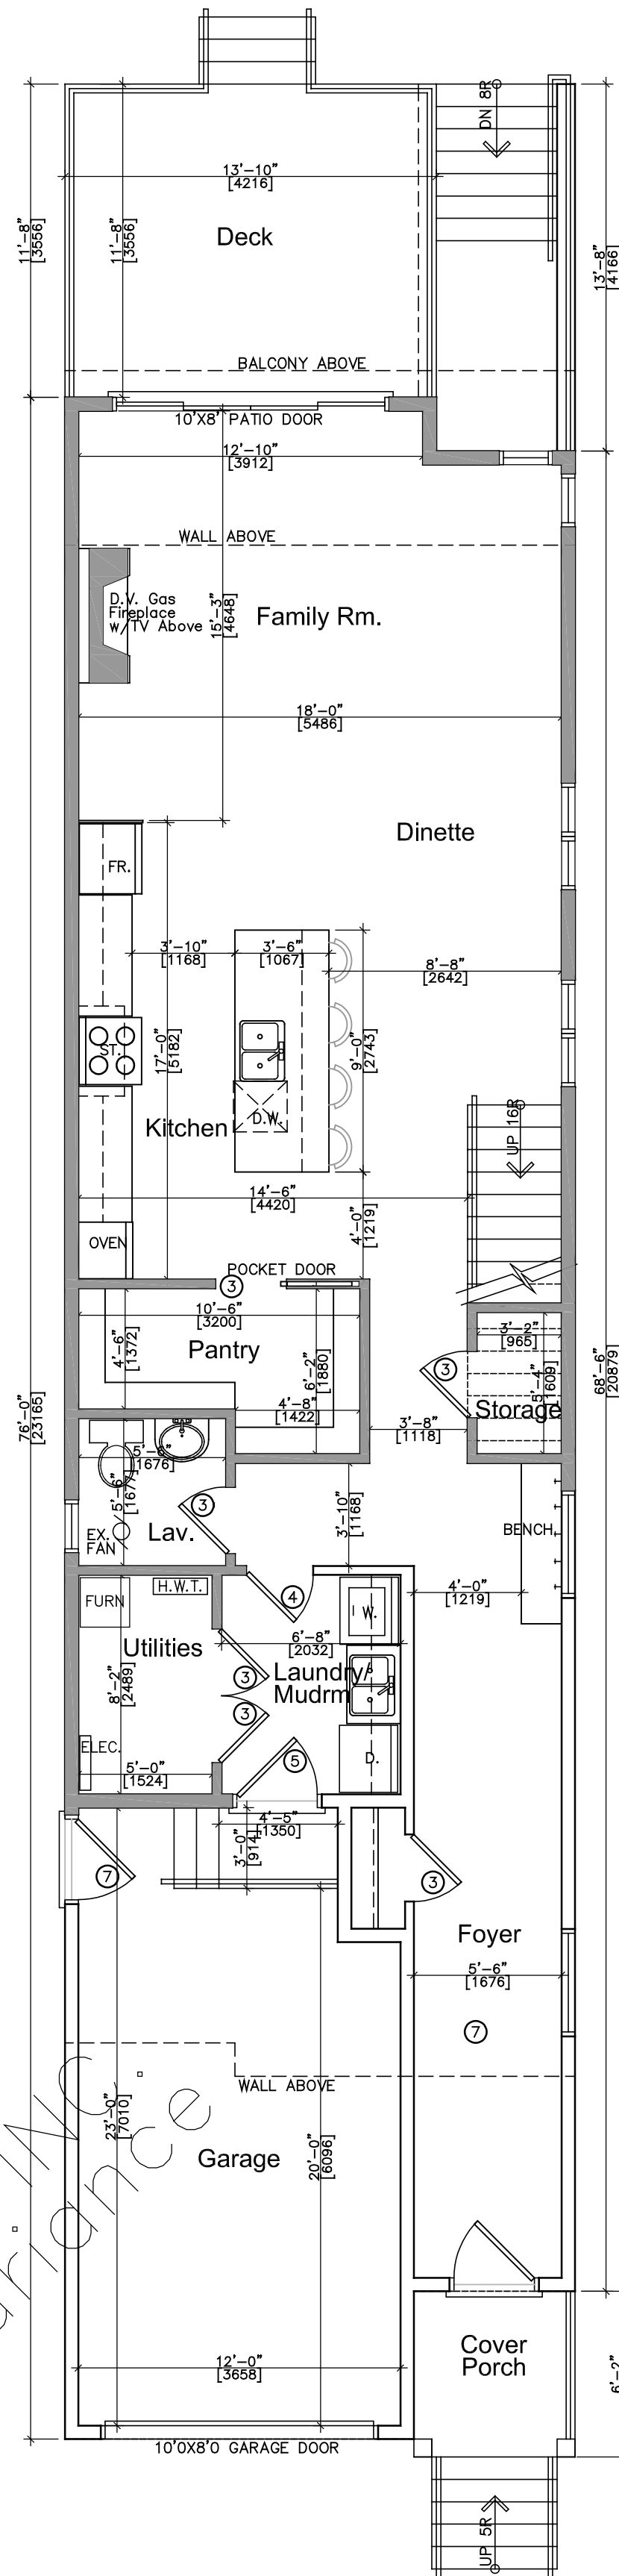 DN 8R
13'-10"
[4216]
11'-8"
[3556]
11'-8"
[3556]
13'-8"
[4166]
Deck
BALCONY ABOVE
10'X8' PATIO DOOR
12'-10"
[3912]
WALL ABOVE
D.V. Gas
Fireplace
w/TV Above
15'-3"
[4648]
Family Rm.
18'-0"
[5486]
Dinette
FR.
3'-10"
[1168]
3'-6"
[1067]
8'-8"
[2642]
ST.
17'-0"
[5182]
9'-0"
[2743]
D.W.
Kitchen
UP 16R
14'-6"
[4420]
4'-0"
[1219]
OVEN
POCKET DOOR
3
10'-6"
[3200]
Pantry
4'-6"
[1372]
6'-2"
[1880]
4'-8"
[1422]
3'-2"
[965]
3
5'-4"
[1609]
Storage
3'-8"
[1118]
76'-0"
[23165]
68'-6"
[20879]
5'-6"
[1676]
5'-6"
[1677]
3
EX.
FAN
Lav.
3'-10"
[1168]
BENCH
FURN
H.W.T.
4
W.
4'-0"
[1219]
6'-8"
[2032]
Utilities
8'-2"
[2489]
3
Laundry/
Mudrm
3
ELEC.
5'-0"
[1524]
5
D.
4'-5"
[1350]
3'-0"
[914]
7
3
Foyer
5'-6"
[1676]
7
WALL ABOVE
23'-0"
[7010]
Garage
20'-0"
[6096]
Cover
Porch
12'-0"
[3658]
6'-2"
10'0X8'0 GARAGE DOOR
UP 5R